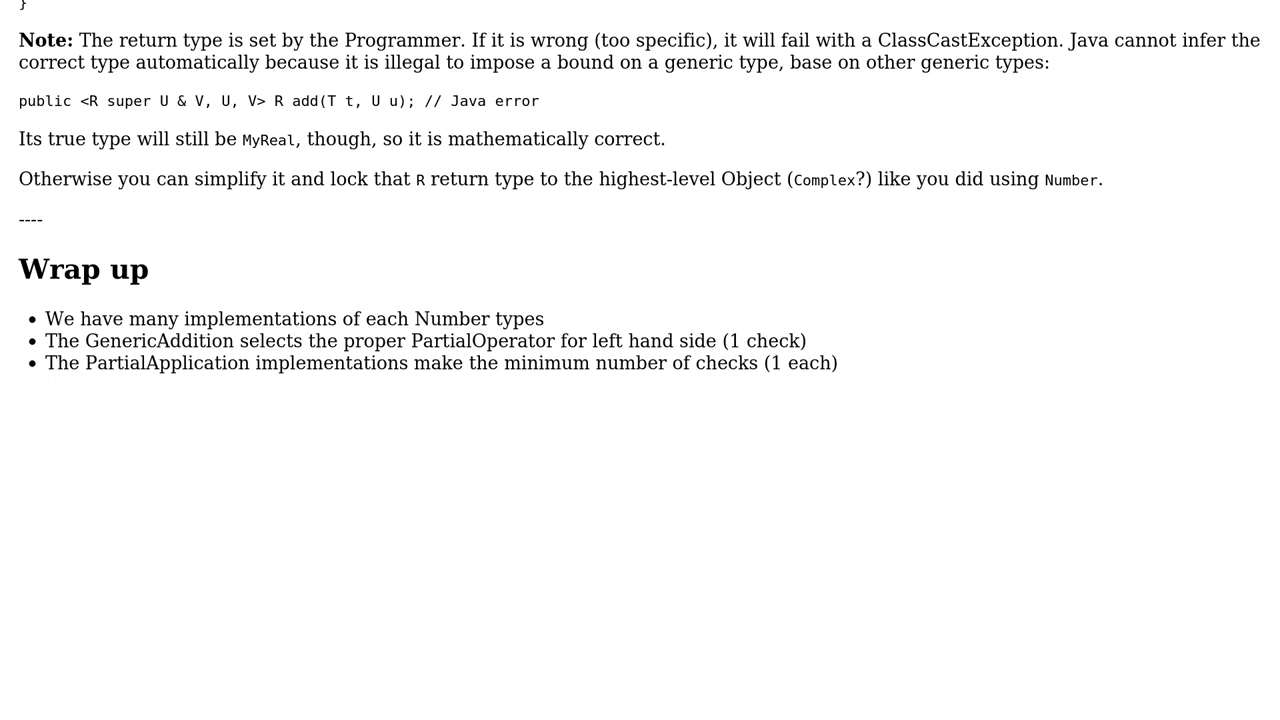 }
Note: The return type is set by the Programmer. If it is wrong (too specific), it will fail with a ClassCastException. Java cannot infer the
correct type automatically because it is illegal to impose a bound on a generic type, base on other generic types:
public <R super U & V, U, V> R add(T t, U u); // Java error
Its true type will still be MyReal, though, so it is mathematically correct.
Otherwise you can simplify it and lock that R return type to the highest-level Object (Complex?) like you did using Number.
----
Wrap up
• We have many implementations of each Number types
• The GenericAddition selects the proper PartialOperator for left hand side (1 check)
• The PartialApplication implementations make the minimum number of checks (1 each)